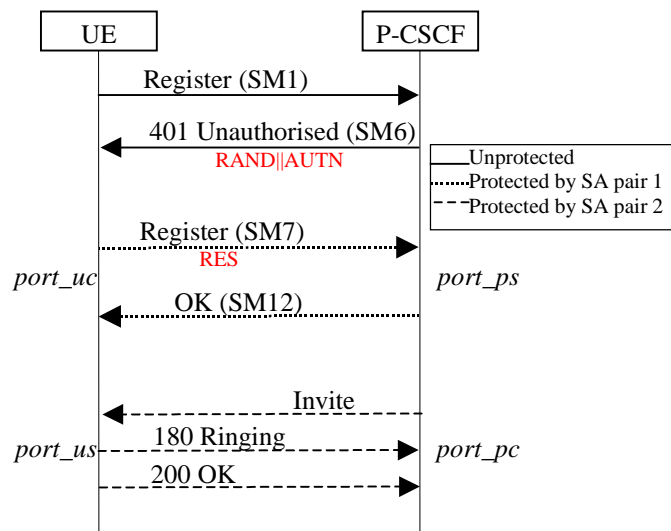 UE
P-CSCF
Register (SM1)
401 Unauthorised (SM6)
RAND||AUTN
Unprotected
Protected by SA pair 1
Protected by SA pair 2
Register (SM7)
RES
port_uc
port_ps
OK (SM12)
Invite
port_us
180 Ringing
port_pc
200 OK